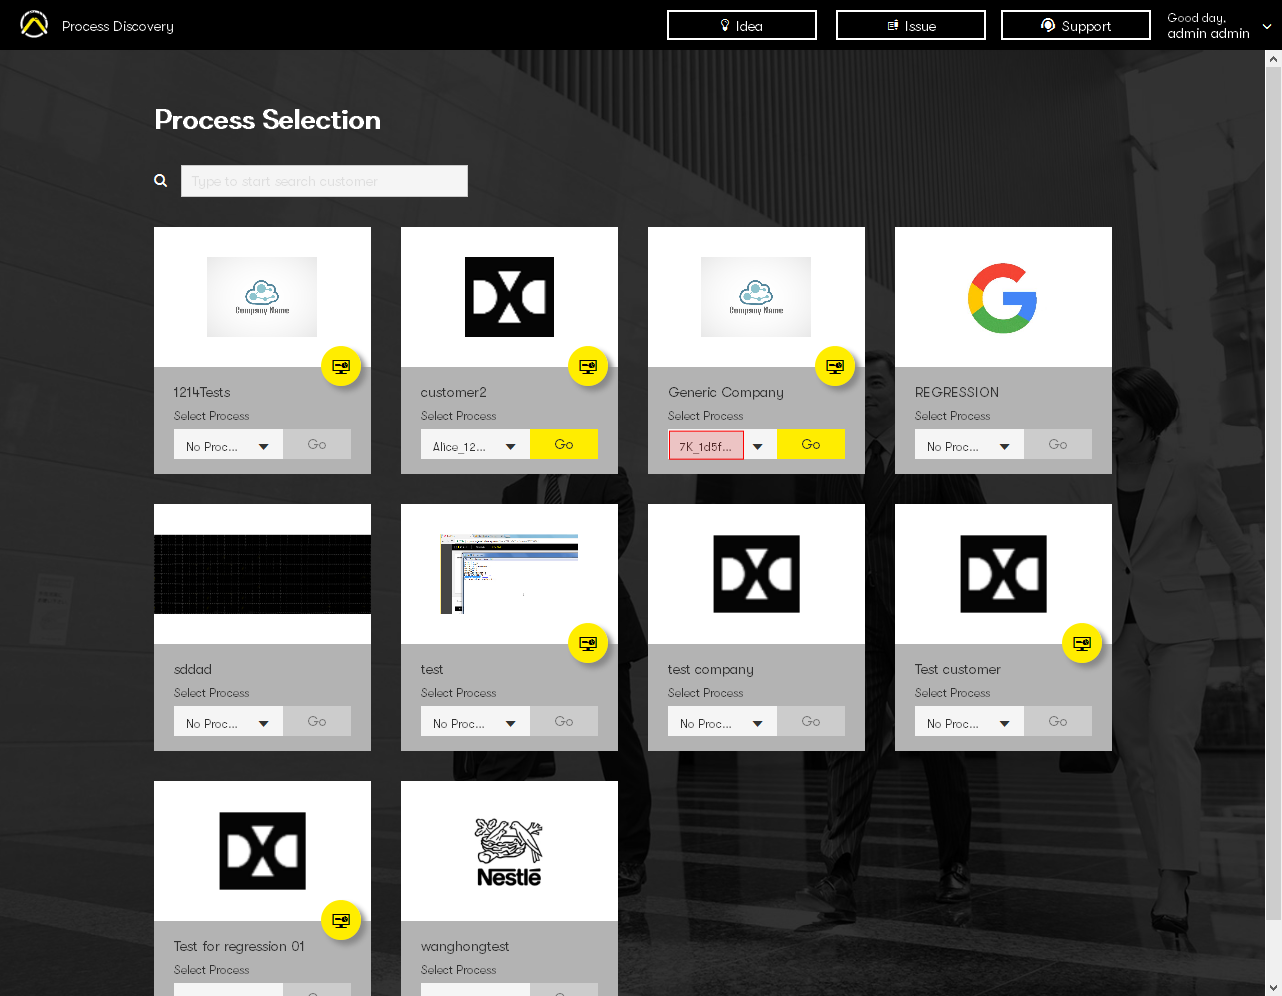 Process Discovery
Idea
Issue
Support
Good day,
admin admin
Process Selection
Type to start search customer
Company Name
Company Name
1214Tests
customer2
Generic Company
REGRESSION
Select Process
Select Process
Select Process
Select Process
No Proc...
Go
Alice_12...
Go
7K_1d5f...
Go
No Proc...
Go
sddad
test
test company
Test customer
Select Process
Select Process
Select Process
Select Process
No Proc...
Go
No Proc...
Go
No Proc...
Go
No Proc...
Go
Nestlé
Test for regression 01
wanghongtest
Select Process
Select Process